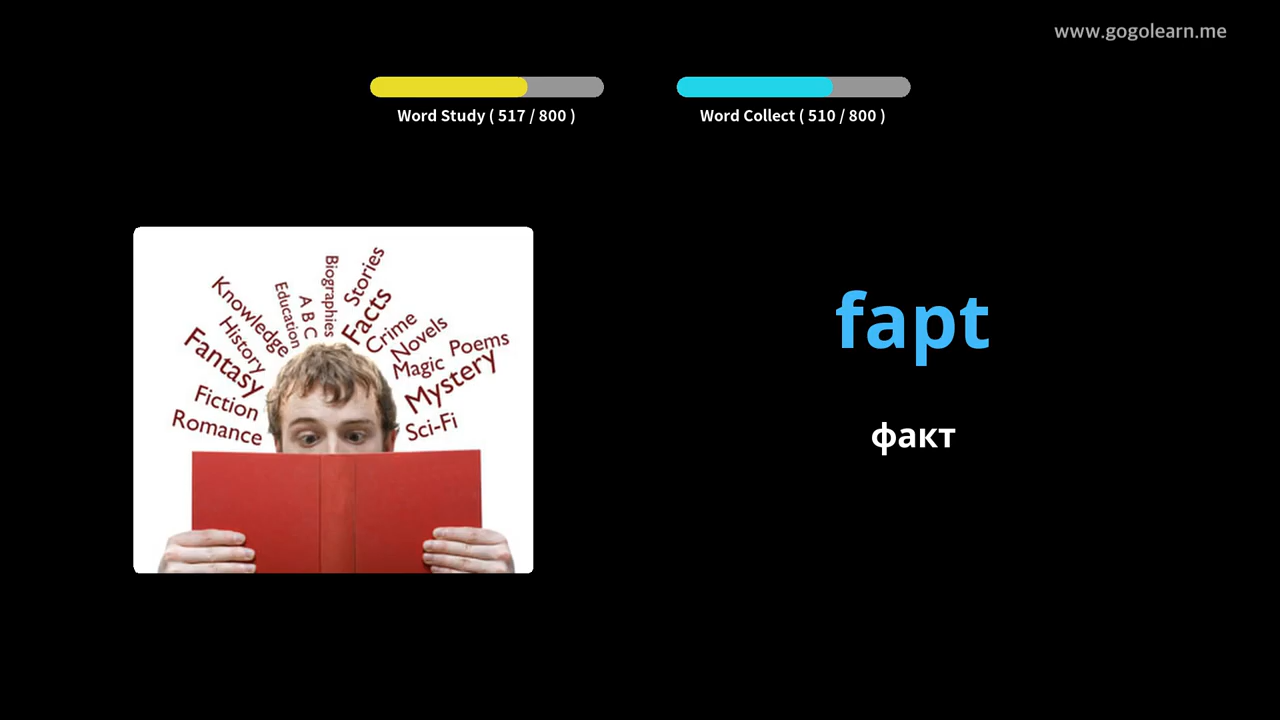 www.gogolearn.me
Word Study ( 517 / 800 )
Word Collect ( 510 / 800 )
Romance
Fiction
Fantasy
History
Knowledge
Education
A B C
Biographies
Stories
Facts
Crime
Novels
Magic
Poems
Mystery
Sci-Fi
fapt
факт